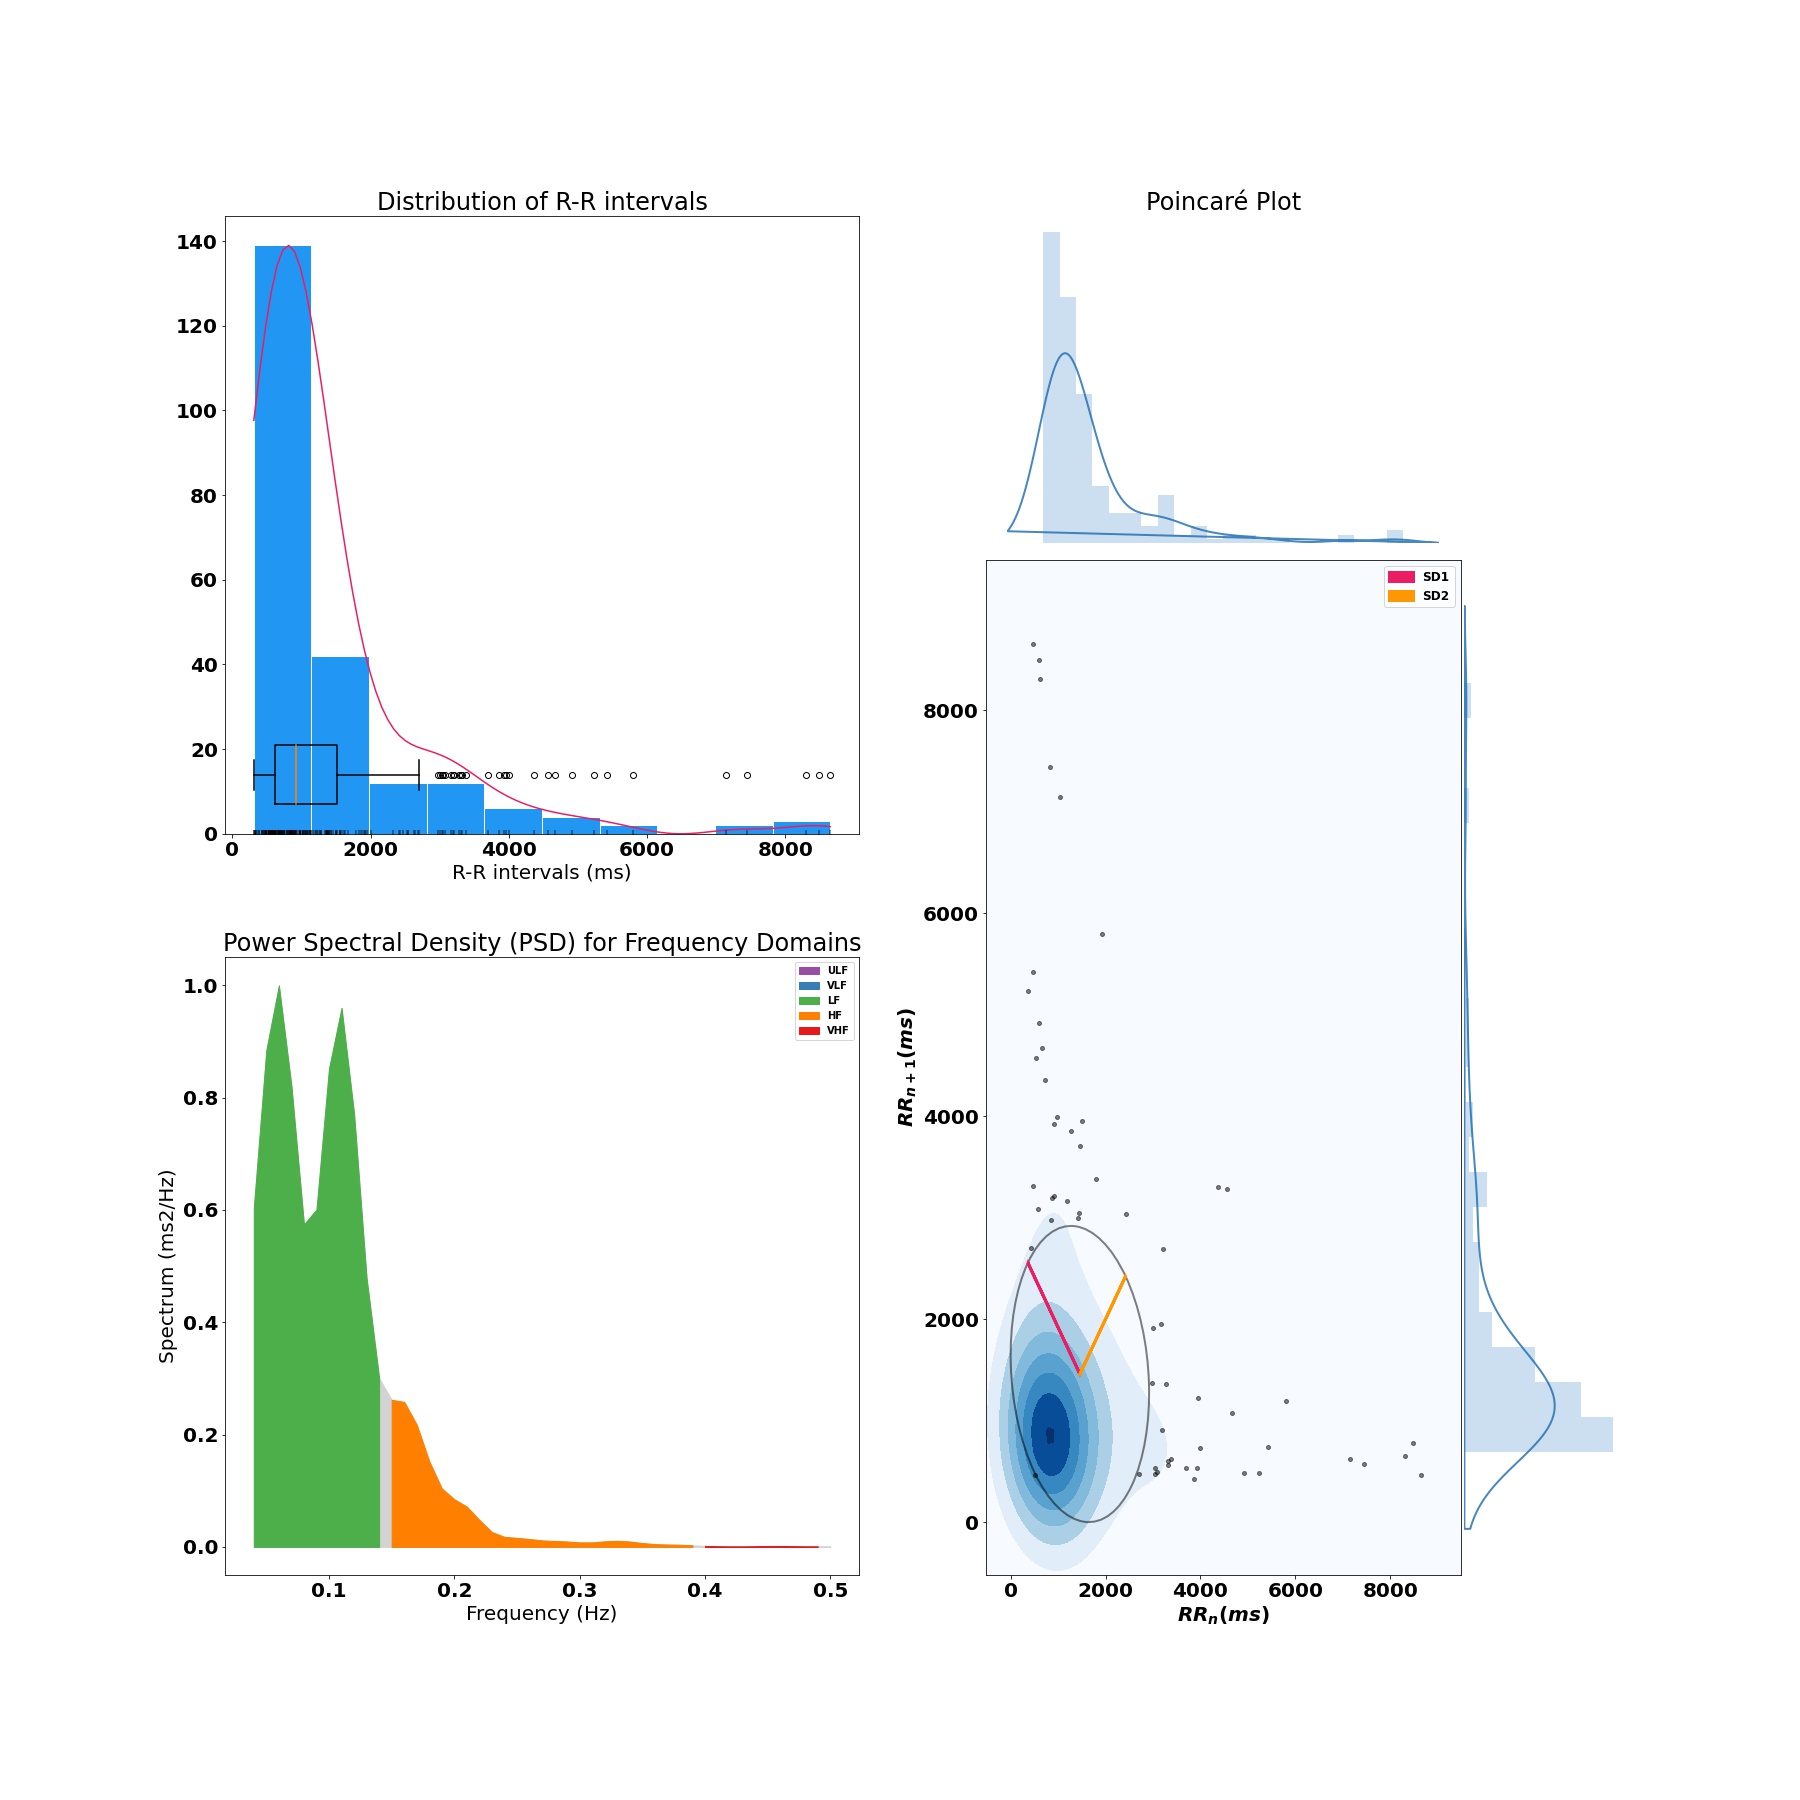 Distribution of R-R intervals
140
120
100
80
60
40
20
0
0 2000 4000 6000 8000
R-R intervals (ms)
Power Spectral Density (PSD) for Frequency Domains
ULF
VLF
LF
HF
VHF
1.0
0.8
0.6
0.4
0.2
0.0
Spectrum (ms2/Hz)
0.1 0.2 0.3 0.4 0.5
Frequency (Hz)
Poincaré Plot
SD1
SD2
8000
6000
4000
2000
0
RRn+1(ms)
0 2000 4000 6000 8000
RRn(ms)